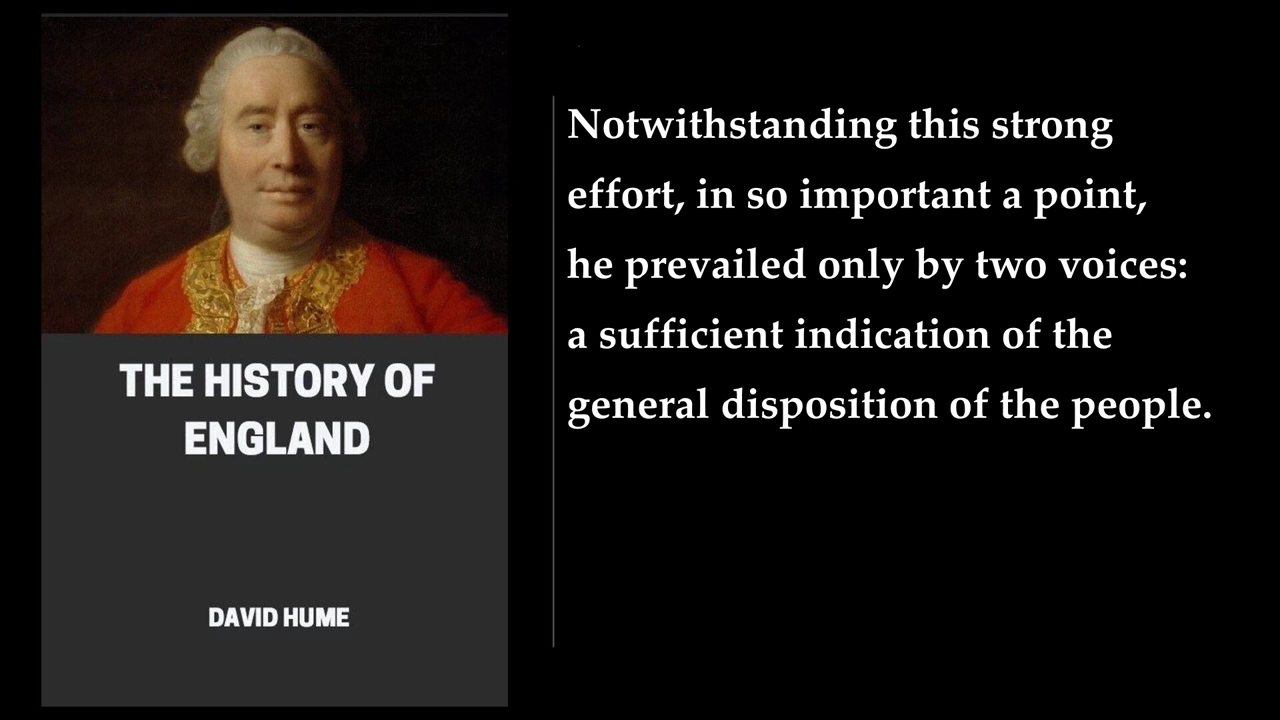 THE HISTORY OF
ENGLAND
DAVID HUME
Notwithstanding this strong
effort, in so important a point,
he prevailed only by two voices:
a sufficient indication of the
general disposition of the people.